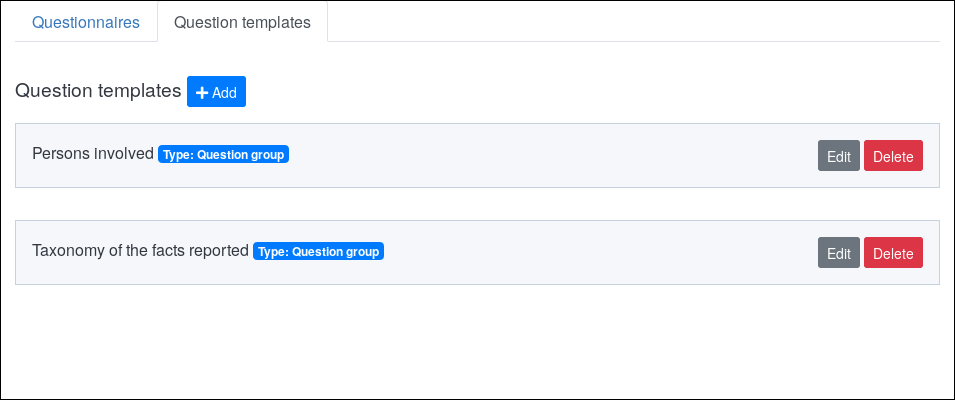 Questionnaires Question templates
Question templates + Add
Persons involved Type: Question group Edit Delete
Taxonomy of the facts reported Type: Question group Edit Delete